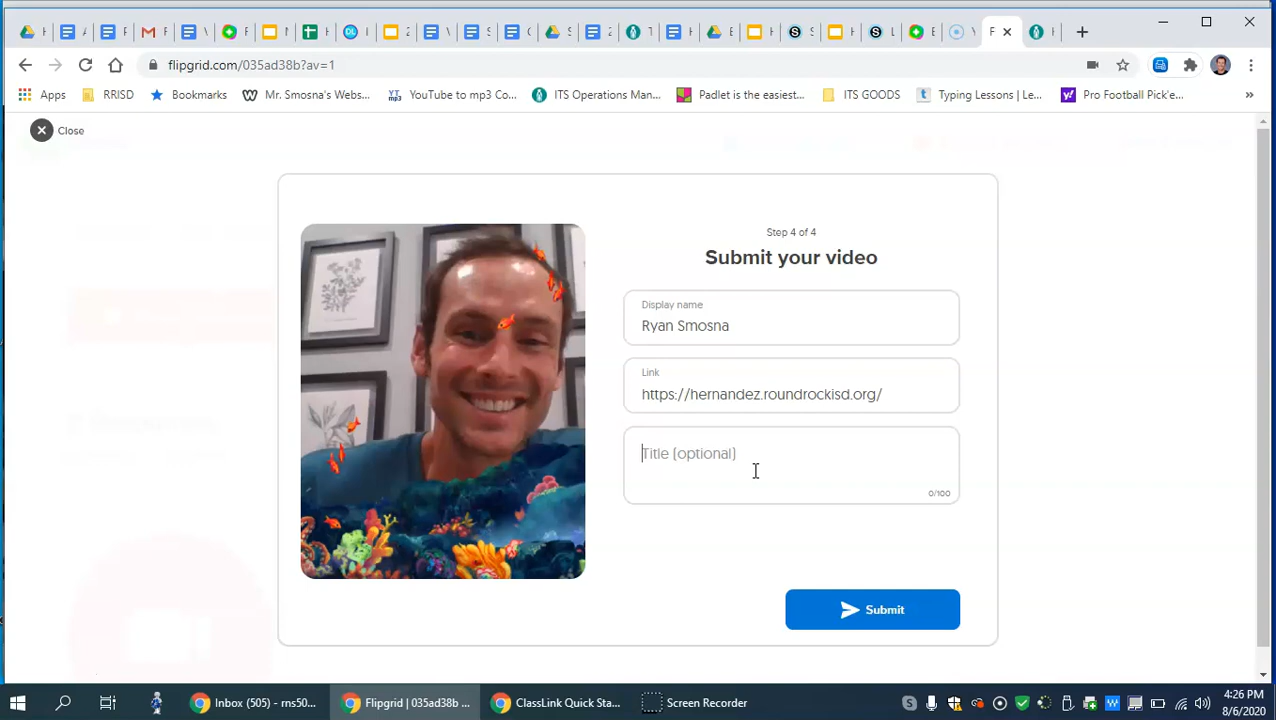 flipgrid.com/035ad38b?av=1
Apps
RRISD
Bookmarks
Mr. Smosna's Webs...
YouTube to mp3 Co...
ITS Operations Man...
Padlet is the easiest...
ITS GOODS
Typing Lessons | Le...
Pro Football Pick'e...
»
Close
Step 4 of 4
Submit your video
Display name
Ryan Smosna
Link
https://hernandez.roundrockisd.org/
Title (optional)
0/100
Submit
Inbox (505) - rns50...
Flipgrid | 035ad38b ...
ClassLink Quick Sta...
Screen Recorder
4:26 PM
8/6/2020